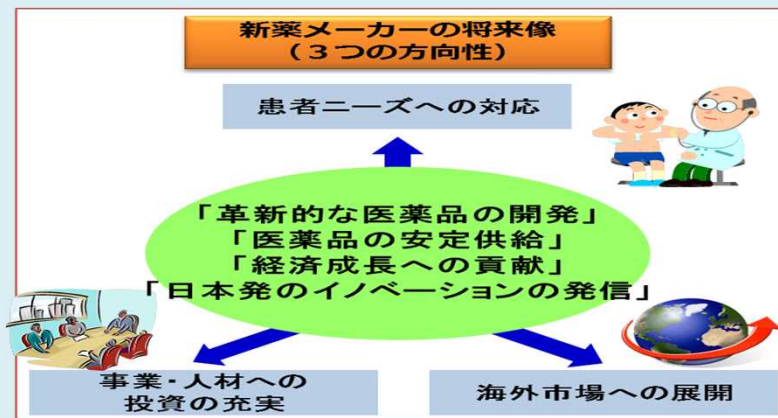 新薬メーカーの将来像
(3つの方向性)
患者ニーズへの対応
「革新的な医薬品の開発」
「医薬品の安定供給」
「経済成長への貢献」
「日本発のイノベーションの発信」
事業・人材への
投資の充実
海外市場への展開